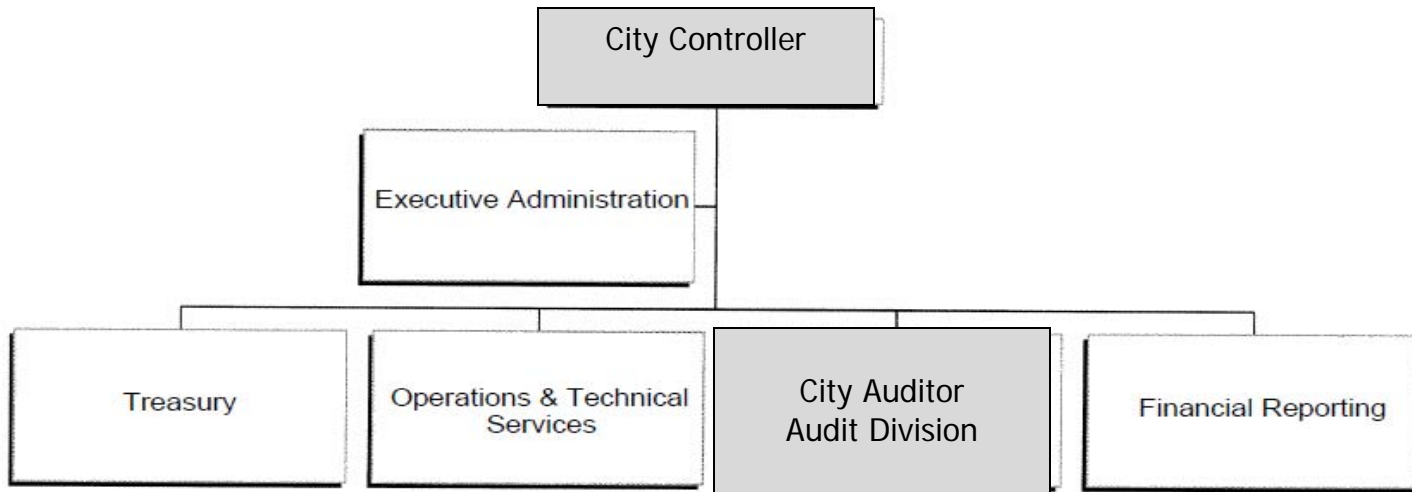 City Controller
Executive Administration
Treasury
Operations & Technical
Services
City Auditor
Audit Division
Financial Reporting